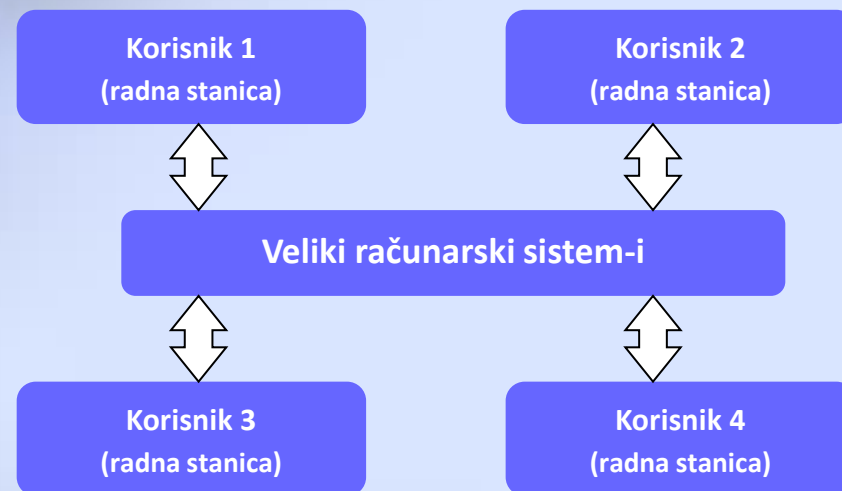 Korisnik 1
(radna stanica)
Korisnik 2
(radna stanica)
Veliki računarski sistem-i
Korisnik 3
(radna stanica)
Korisnik 4
(radna stanica)